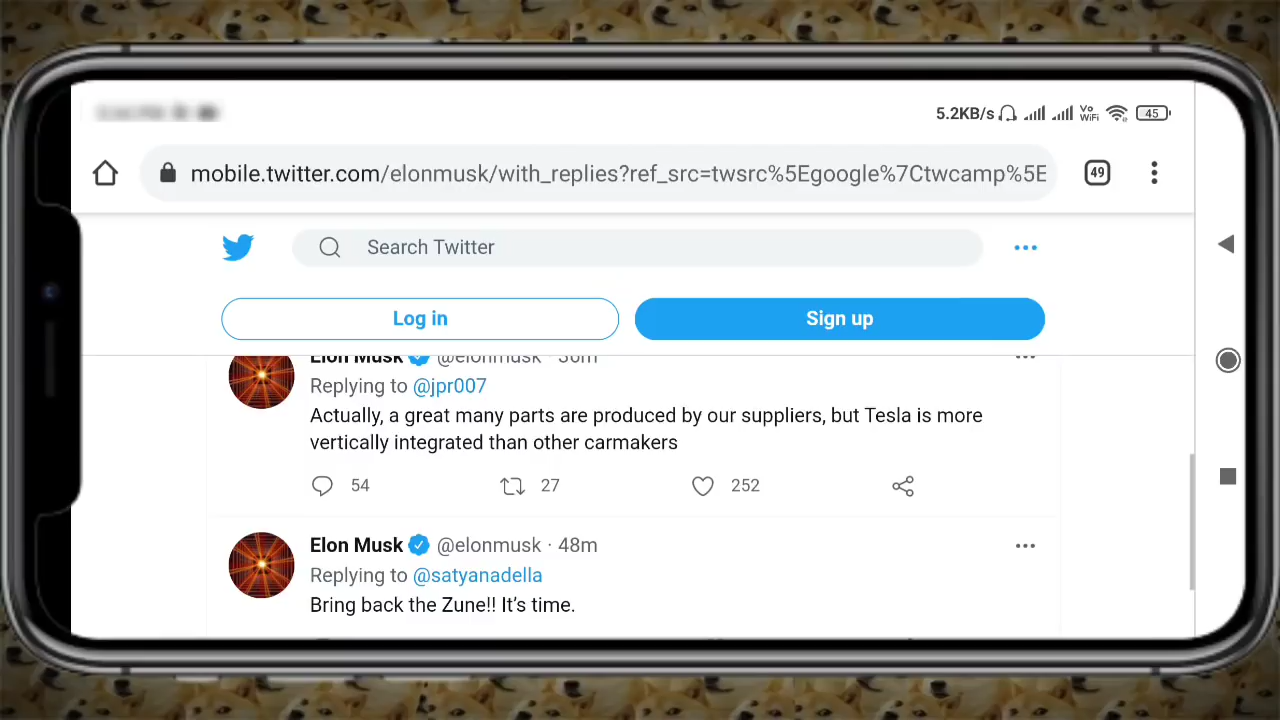 5.2KB/s Vo WiFi 45
mobile.twitter.com/elonmusk/with_replies?ref_src=twsrc%5Egoogle%7Ctwcamp%5E 49
Search Twitter
Log in Sign up
Elon Musk @elonmusk · 36m
Replying to @jpr007
Actually, a great many parts are produced by our suppliers, but Tesla is more
vertically integrated than other carmakers
54 27 252
Elon Musk @elonmusk · 48m
Replying to @satyanadella
Bring back the Zune!! It’s time.